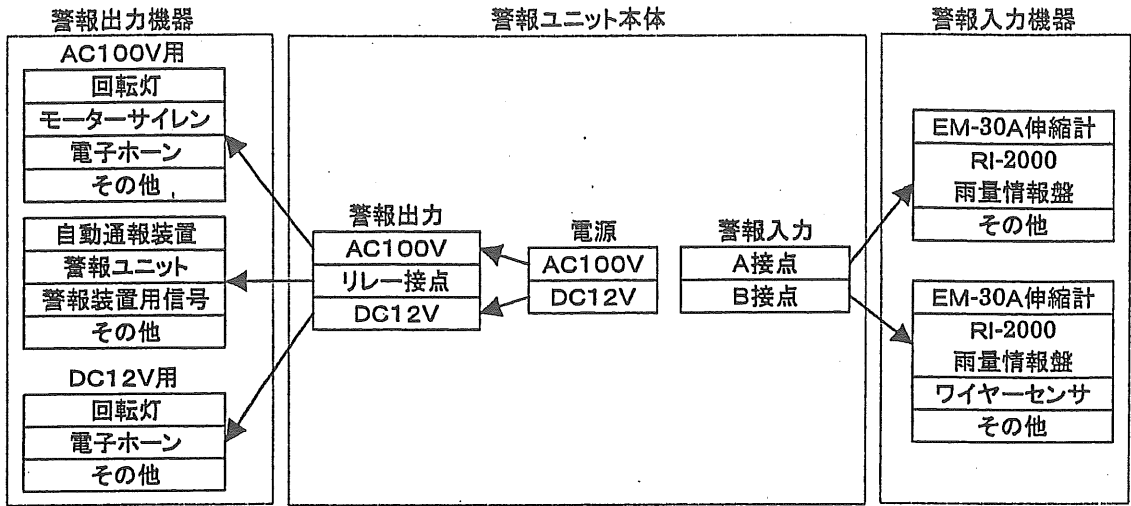 警報出力機器
AC100V用
回転灯
モーターサイレン
電子ホーン
その他
自動通報装置
警報ユニット
警報装置用信号
その他
DC12V用
回転灯
電子ホーン
その他
警報ユニット本体
警報出力
AC100V
リレー接点
DC12V
電源
AC100V
DC12V
警報入力
A接点
B接点
警報入力機器
EM-30A伸縮計
RI-2000
雨量情報盤
その他
EM-30A伸縮計
RI-2000
雨量情報盤
ワイヤーセンサ
その他